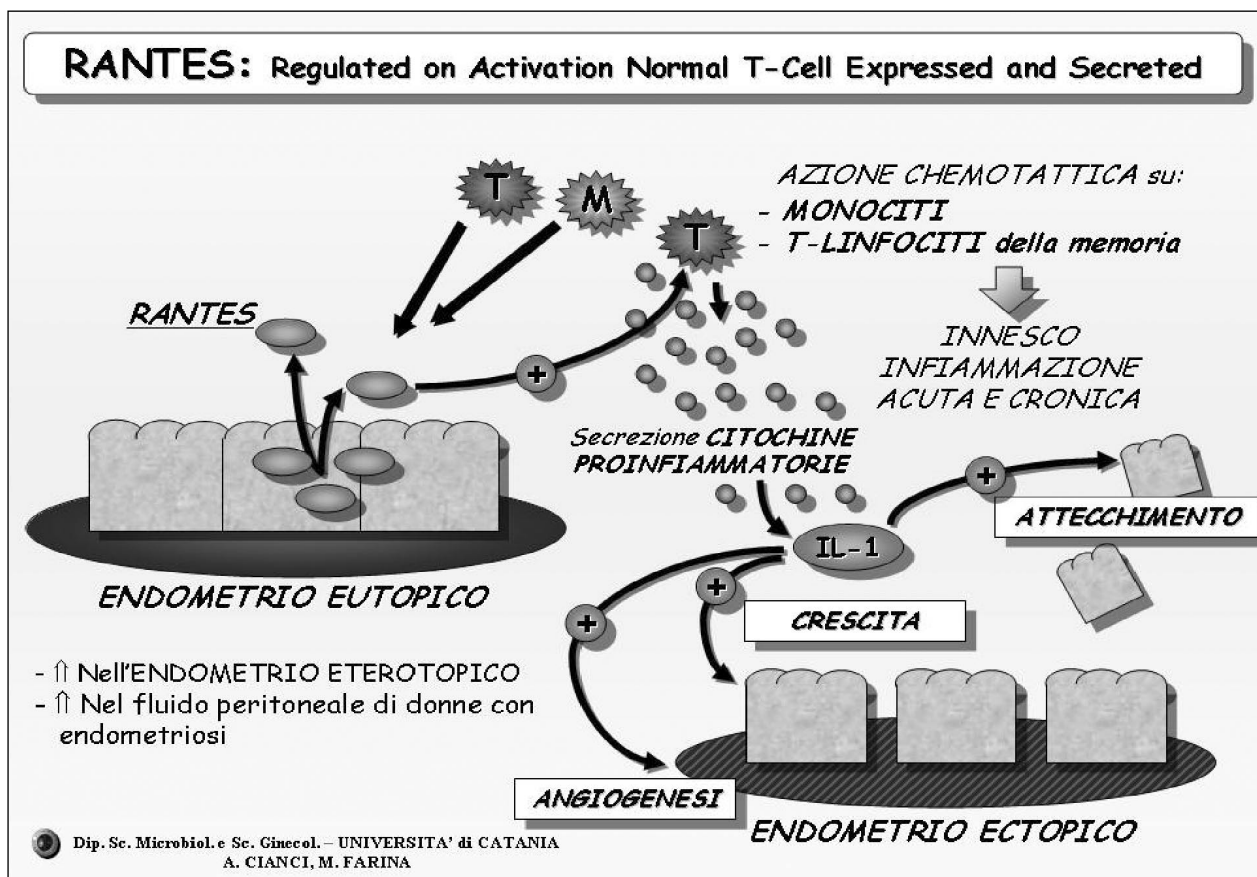 RANTES: Regulated on Activation Normal T-Cell Expressed and Secreted
T
M
T
AZIONE CHEMOTATTICA su:
- MONOCITI
- T-LINFOCITI della memoria
RANTES
INNESCO
INFIAMMAZIONE
ACUTA E CRONICA
+
Secrezione CITOCHINE
PROINFIAMMATORIE
+
ATTECCHIMENTO
IL-1
ENDOMETRIO EUTOPICO
+
CRESCITA
+
- ⇑ Nell'ENDOMETRIO ETEROTOPICO
- ⇑ Nel fluido peritoneale di donne con
endometriosi
ANGIOGENESI
ENDOMETRIO ECTOPICO
Dip. Sc. Microbiol. e Sc. Ginecol. – UNIVERSITA' di CATANIA
A. CIANCI, M. FARINA